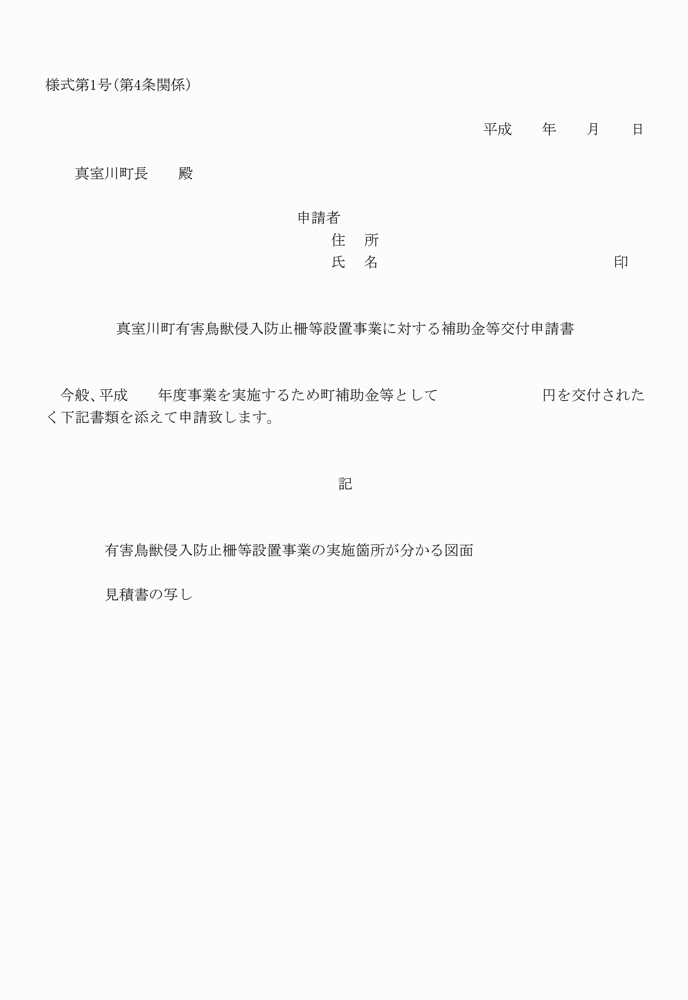 様式第1号（第4条関係）
平成　　年　　月　　日
真室川町長　　殿
申請者
住　所
氏　名　　　　　　　　　　　　　　　　印
真室川町有害鳥獣侵入防止柵等設置事業に対する補助金等交付申請書
今般、平成　　年度事業を実施するため町補助金等として　　　　　　　円を交付された
く下記書類を添えて申請致します。
記
有害鳥獣侵入防止柵等設置事業の実施箇所が分かる図面
見積書の写し